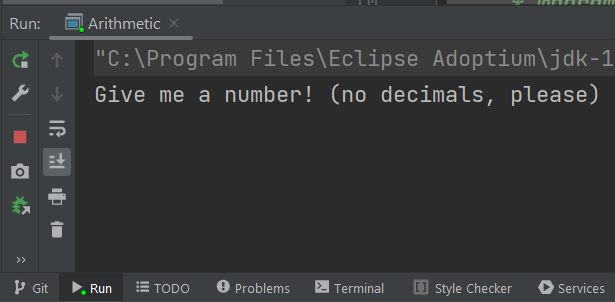 Run: Arithmetic
"C:\Program Files\Eclipse Adoptium\jdk-1
Give me a number! (no decimals, please)
Git Run TODO Problems Terminal Style Checker Services